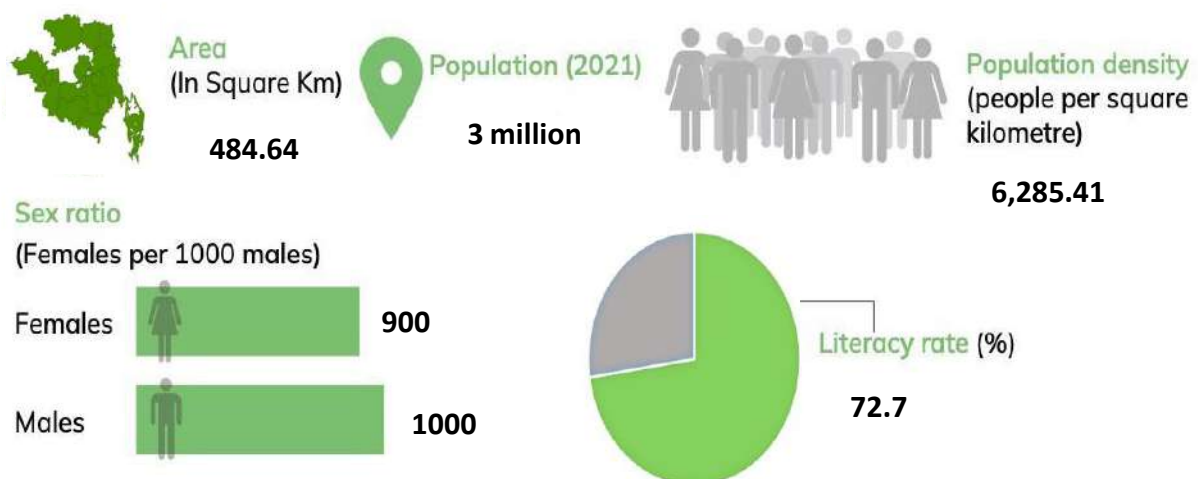 Area
(In Square Km)
484.64
Population (2021)
3 million
Population density
(people per square
kilometre)
6,285.41
Sex ratio
(Females per 1000 males)
Females
900
Males
1000
Literacy rate (%)
72.7